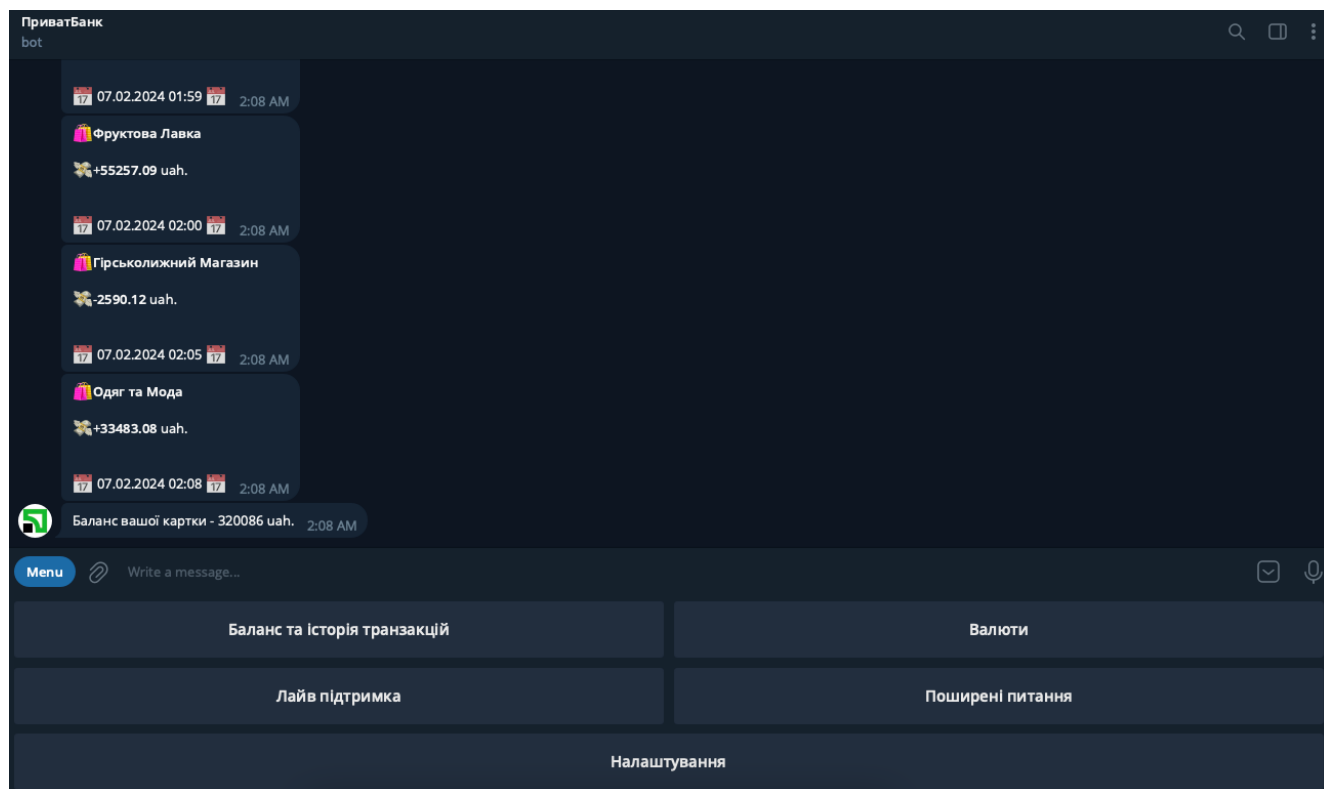 ПриватБанк
bot
07.02.2024 01:59 2:08 AM
Фруктова Лавка
+55257.09 uah.
07.02.2024 02:00 2:08 AM
Гірськолижний Магазин
-2590.12 uah.
07.02.2024 02:05 2:08 AM
Одяг та Мода
+33483.08 uah.
07.02.2024 02:08 2:08 AM
Баланс вашої картки - 320086 uah. 2:08 AM
Menu Write a message...
Баланс та історія транзакцій Валюти
Лайв підтримка Поширені питання
Налаштування